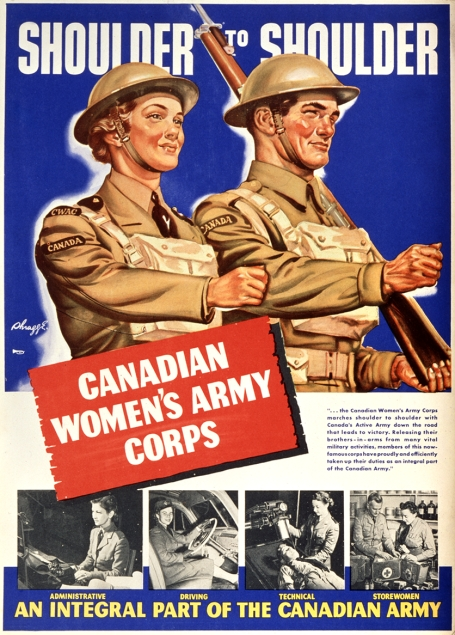 SHOULDER TO SHOULDER
CWAC
CANADA
CANADA
CANADIAN
WOMEN'S ARMY
CORPS
"... the Canadian Women's Army Corps
marches shoulder to shoulder with
Canada's Active Army down the road
that leads to victory. Releasing their
brothers-in-arms from many vital
military activities, members of this now-
famous corps have proudly and efficiently
taken up their duties as an integral part
of the Canadian Army."
ADMINISTRATIVE DRIVING TECHNICAL STOREWOMEN
AN INTEGRAL PART OF THE CANADIAN ARMY